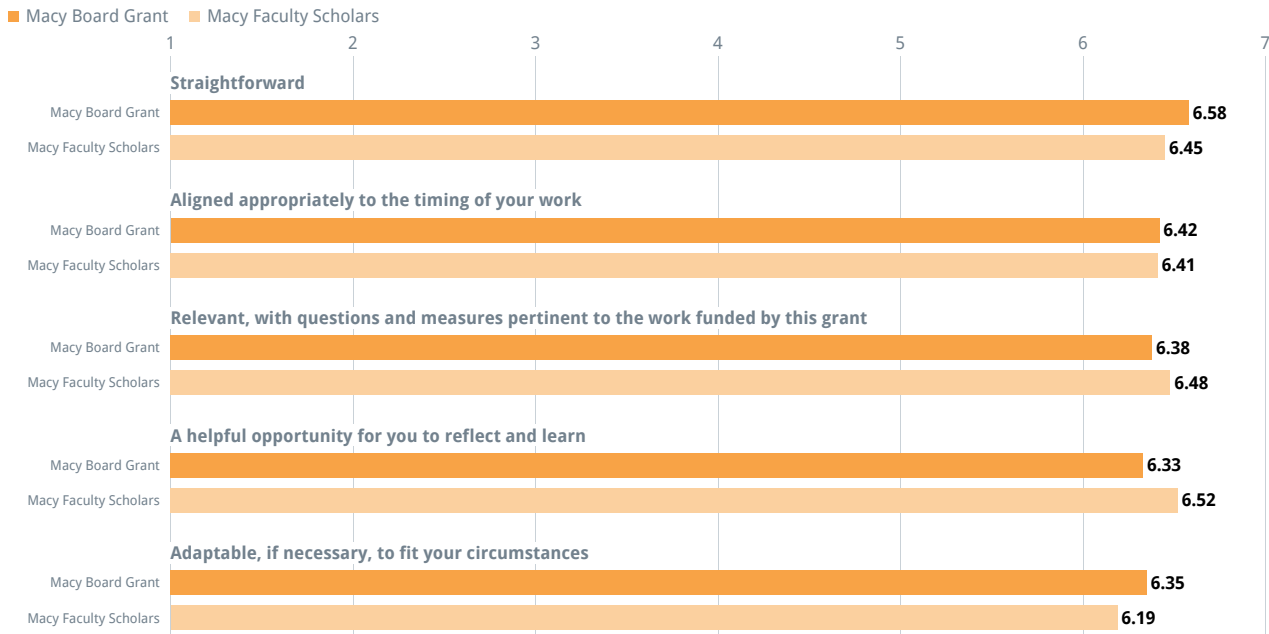 Macy Board Grant Macy Faculty Scholars
1 2 3 4 5 6 7
Straightforward
Macy Board Grant 6.58
Macy Faculty Scholars 6.45
Aligned appropriately to the timing of your work
Macy Board Grant 6.42
Macy Faculty Scholars 6.41
Relevant, with questions and measures pertinent to the work funded by this grant
Macy Board Grant 6.38
Macy Faculty Scholars 6.48
A helpful opportunity for you to reflect and learn
Macy Board Grant 6.33
Macy Faculty Scholars 6.52
Adaptable, if necessary, to fit your circumstances
Macy Board Grant 6.35
Macy Faculty Scholars 6.19